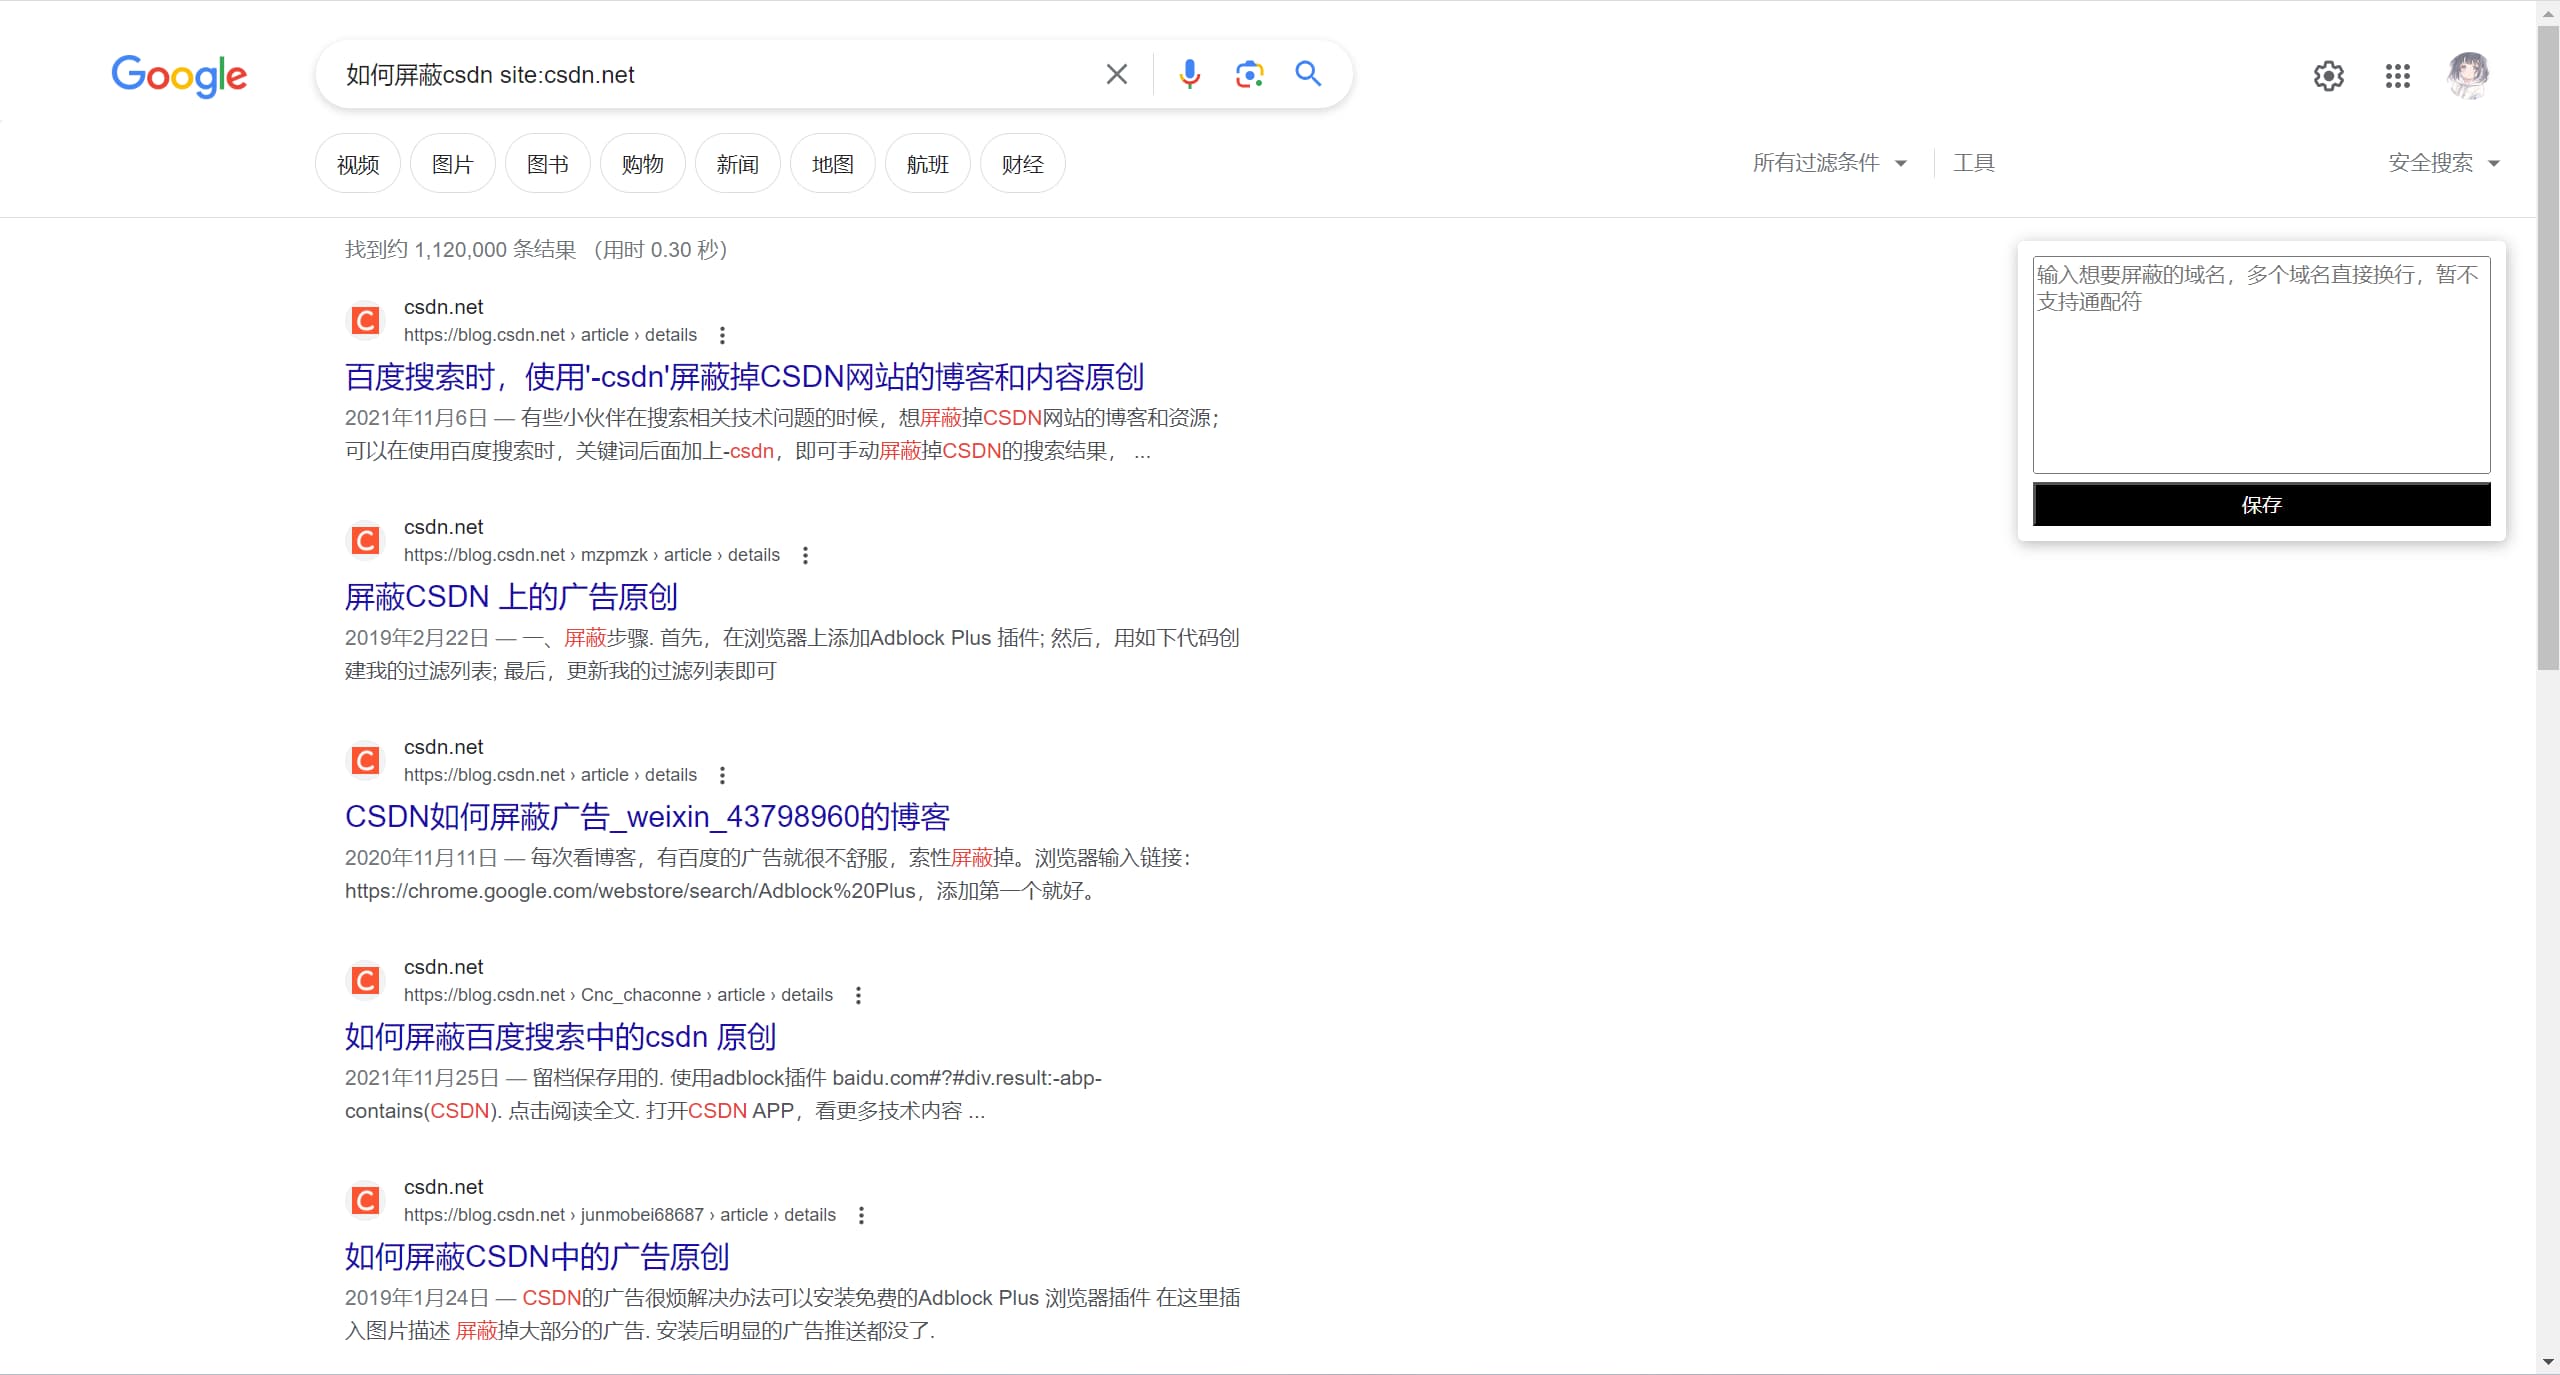 Google
如何屏蔽csdn site:csdn.net
视频
图片
图书
购物
新闻
地图
航班
财经
所有过滤条件
工具
安全搜索
找到约 1,120,000 条结果 （用时 0.30 秒）
csdn.net
https://blog.csdn.net › article › details
百度搜索时，使用'-csdn'屏蔽掉CSDN网站的博客和内容原创
2021年11月6日 — 有些小伙伴在搜索相关技术问题的时候，想屏蔽掉CSDN网站的博客和资源；
可以在使用百度搜索时，关键词后面加上-csdn，即可手动屏蔽掉CSDN的搜索结果， ...
csdn.net
https://blog.csdn.net › mzpmzk › article › details
屏蔽CSDN 上的广告原创
2019年2月22日 — 一、屏蔽步骤. 首先，在浏览器上添加Adblock Plus 插件; 然后，用如下代码创
建我的过滤列表; 最后，更新我的过滤列表即可
csdn.net
https://blog.csdn.net › article › details
CSDN如何屏蔽广告_weixin_43798960的博客
2020年11月11日 — 每次看博客，有百度的广告就很不舒服，索性屏蔽掉。浏览器输入链接：
https://chrome.google.com/webstore/search/Adblock%20Plus，添加第一个就好。
csdn.net
https://blog.csdn.net › Cnc_chaconne › article › details
如何屏蔽百度搜索中的csdn 原创
2021年11月25日 — 留档保存用的. 使用adblock插件 baidu.com#?#div.result:-abp-
contains(CSDN). 点击阅读全文. 打开CSDN APP，看更多技术内容 ...
csdn.net
https://blog.csdn.net › junmobei68687 › article › details
如何屏蔽CSDN中的广告原创
2019年1月24日 — CSDN的广告很烦解决办法可以安装免费的Adblock Plus 浏览器插件 在这里插
入图片描述 屏蔽掉大部分的广告. 安装后明显的广告推送都没了.
输入想要屏蔽的域名，多个域名直接换行，暂不
支持通配符
保存